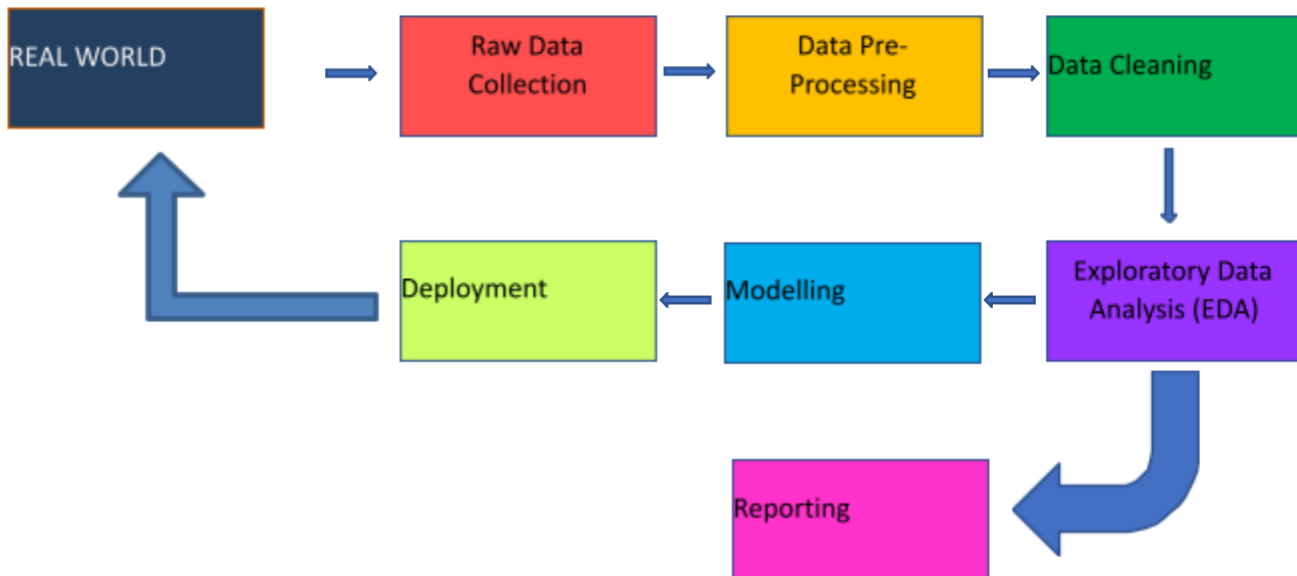 REAL WORLD
Raw Data
Collection
Data Pre-
Processing
Data Cleaning
Deployment
Modelling
Exploratory Data
Analysis (EDA)
Reporting